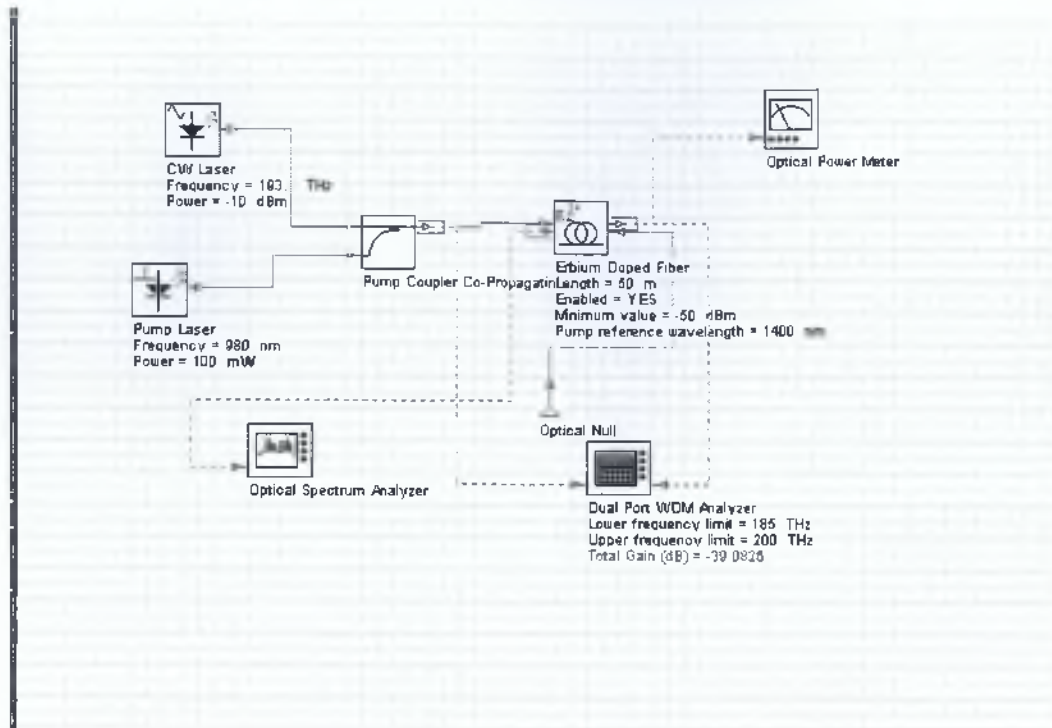 CW Laser
Frequency = 193. THz
Power = -10 dBm
Optical Power Meter
Pump Coupler Co-Propagatin
Erbium Doped Fiber
Length = 50 m
Enabled = YES
Minimum value = -50 dBm
Pump reference wavelength = 1400 nm
Pump Laser
Frequency = 980 nm
Power = 100 mW
Optical Null
Optical Spectrum Analyzer
Dual Port WDM Analyzer
Lower frequency limit = 185 THz
Upper frequency limit = 200 THz
Total Gain (dB) = -39.0825